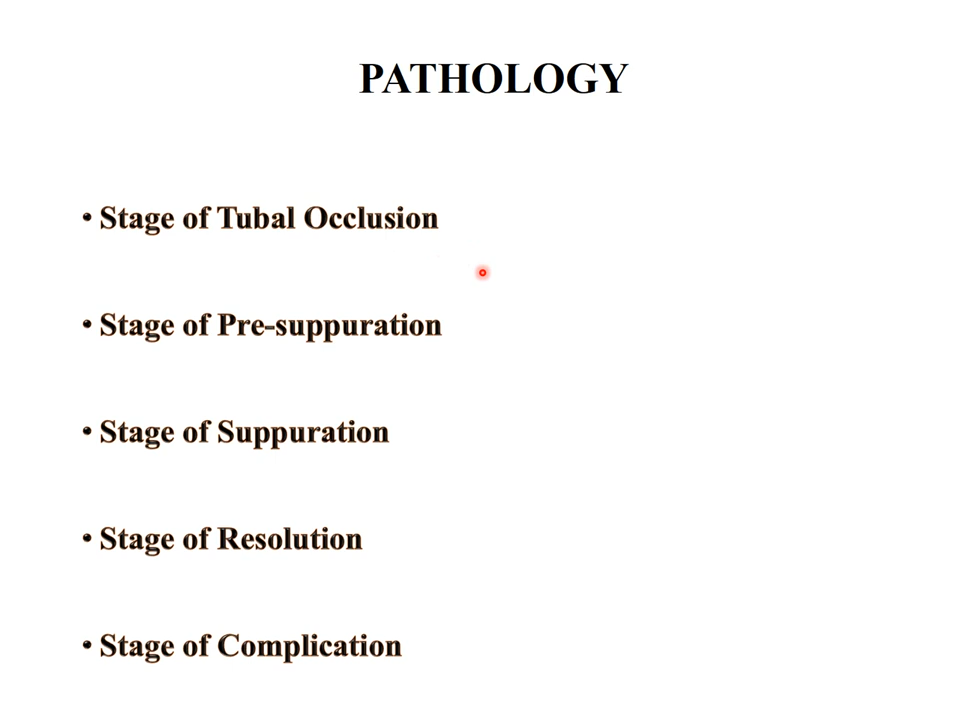 PATHOLOGY
• Stage of Tubal Occlusion
• Stage of Pre-suppuration
• Stage of Suppuration
• Stage of Resolution
• Stage of Complication